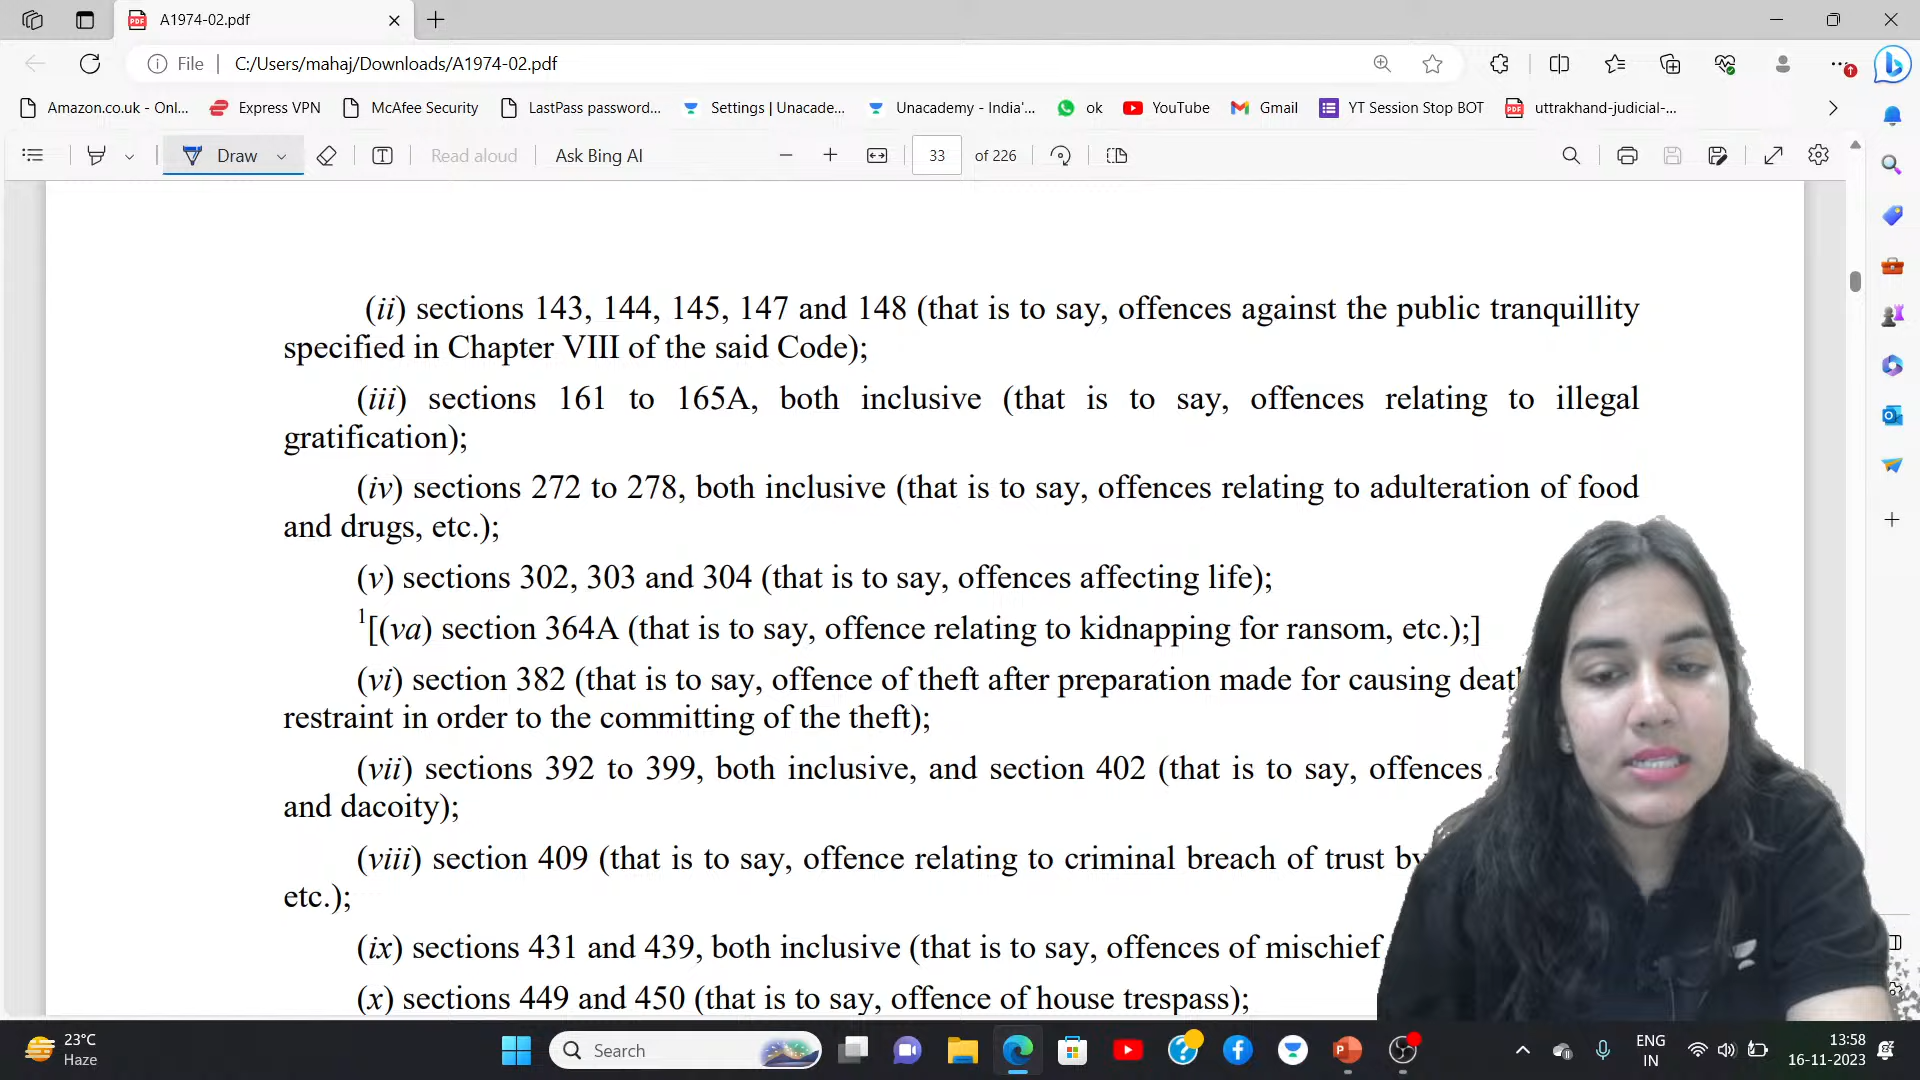 A1974-02.pdf
File C:/Users/mahaj/Downloads/A1974-02.pdf
Amazon.co.uk - Onl... Express VPN McAfee Security LastPass password... Settings | Unacade... Unacademy - India'... ok YouTube Gmail YT Session Stop BOT uttrakhand-judicial-...
Draw Read aloud Ask Bing AI 33 of 226
(ii) sections 143, 144, 145, 147 and 148 (that is to say, offences against the public tranquillity
specified in Chapter VIII of the said Code);
(iii) sections 161 to 165A, both inclusive (that is to say, offences relating to illegal
gratification);
(iv) sections 272 to 278, both inclusive (that is to say, offences relating to adulteration of food
and drugs, etc.);
(v) sections 302, 303 and 304 (that is to say, offences affecting life);
1[(va) section 364A (that is to say, offence relating to kidnapping for ransom, etc.);]
(vi) section 382 (that is to say, offence of theft after preparation made for causing death
restraint in order to the committing of the theft);
(vii) sections 392 to 399, both inclusive, and section 402 (that is to say, offences
and dacoity);
(viii) section 409 (that is to say, offence relating to criminal breach of trust by
etc.);
(ix) sections 431 and 439, both inclusive (that is to say, offences of mischief
(x) sections 449 and 450 (that is to say, offence of house trespass);
23°C
Haze
Search
ENG
IN
13:58
16-11-2023